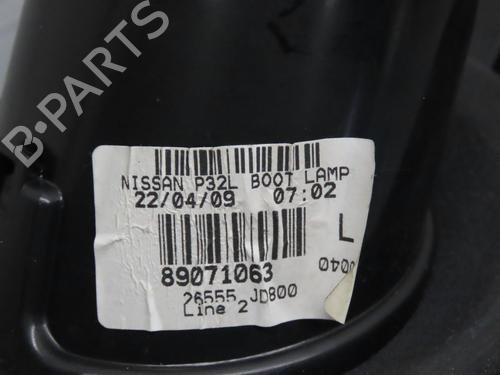 B-PARTS
NISSAN P32L BOOT LAMP
22/04/09 07:02
L
0040
89071063
26555 JD800
Line 2